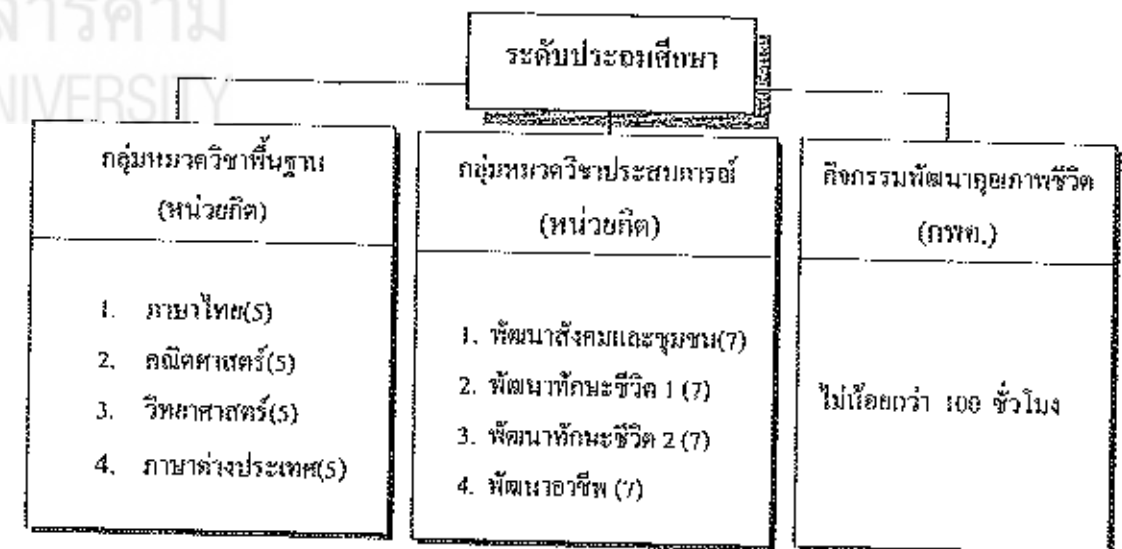 สารคาม
UNIVERSITY
ระดับประถมศึกษา
กลุ่มหมวดวิชาพื้นฐาน
(หน่วยกิต)
1. ภาษาไทย(5)
2. คณิตศาสตร์(5)
3. วิทยาศาสตร์(5)
4. ภาษาต่างประเทศ(5)
กลุ่มหมวดวิชาประสบการณ์
(หน่วยกิต)
1. พัฒนาสังคมและชุมชน(7)
2. พัฒนาทักษะชีวิต 1 (7)
3. พัฒนาทักษะชีวิต 2 (7)
4. พัฒนาอาชีพ (7)
กิจกรรมพัฒนาคุณภาพชีวิต
(กพช.)
ไม่น้อยกว่า 100 ชั่วโมง